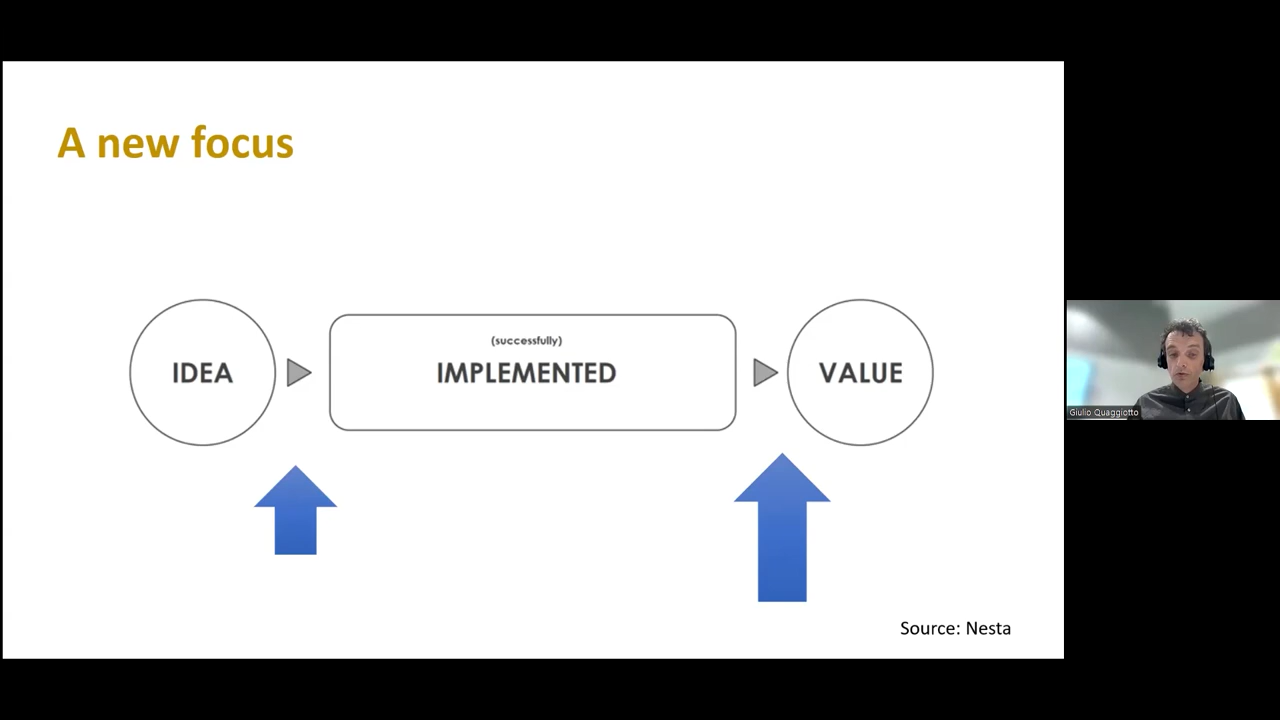 A new focus
IDEA
(successfully)
IMPLEMENTED
VALUE
Source: Nesta
Giulio Quaggiotto